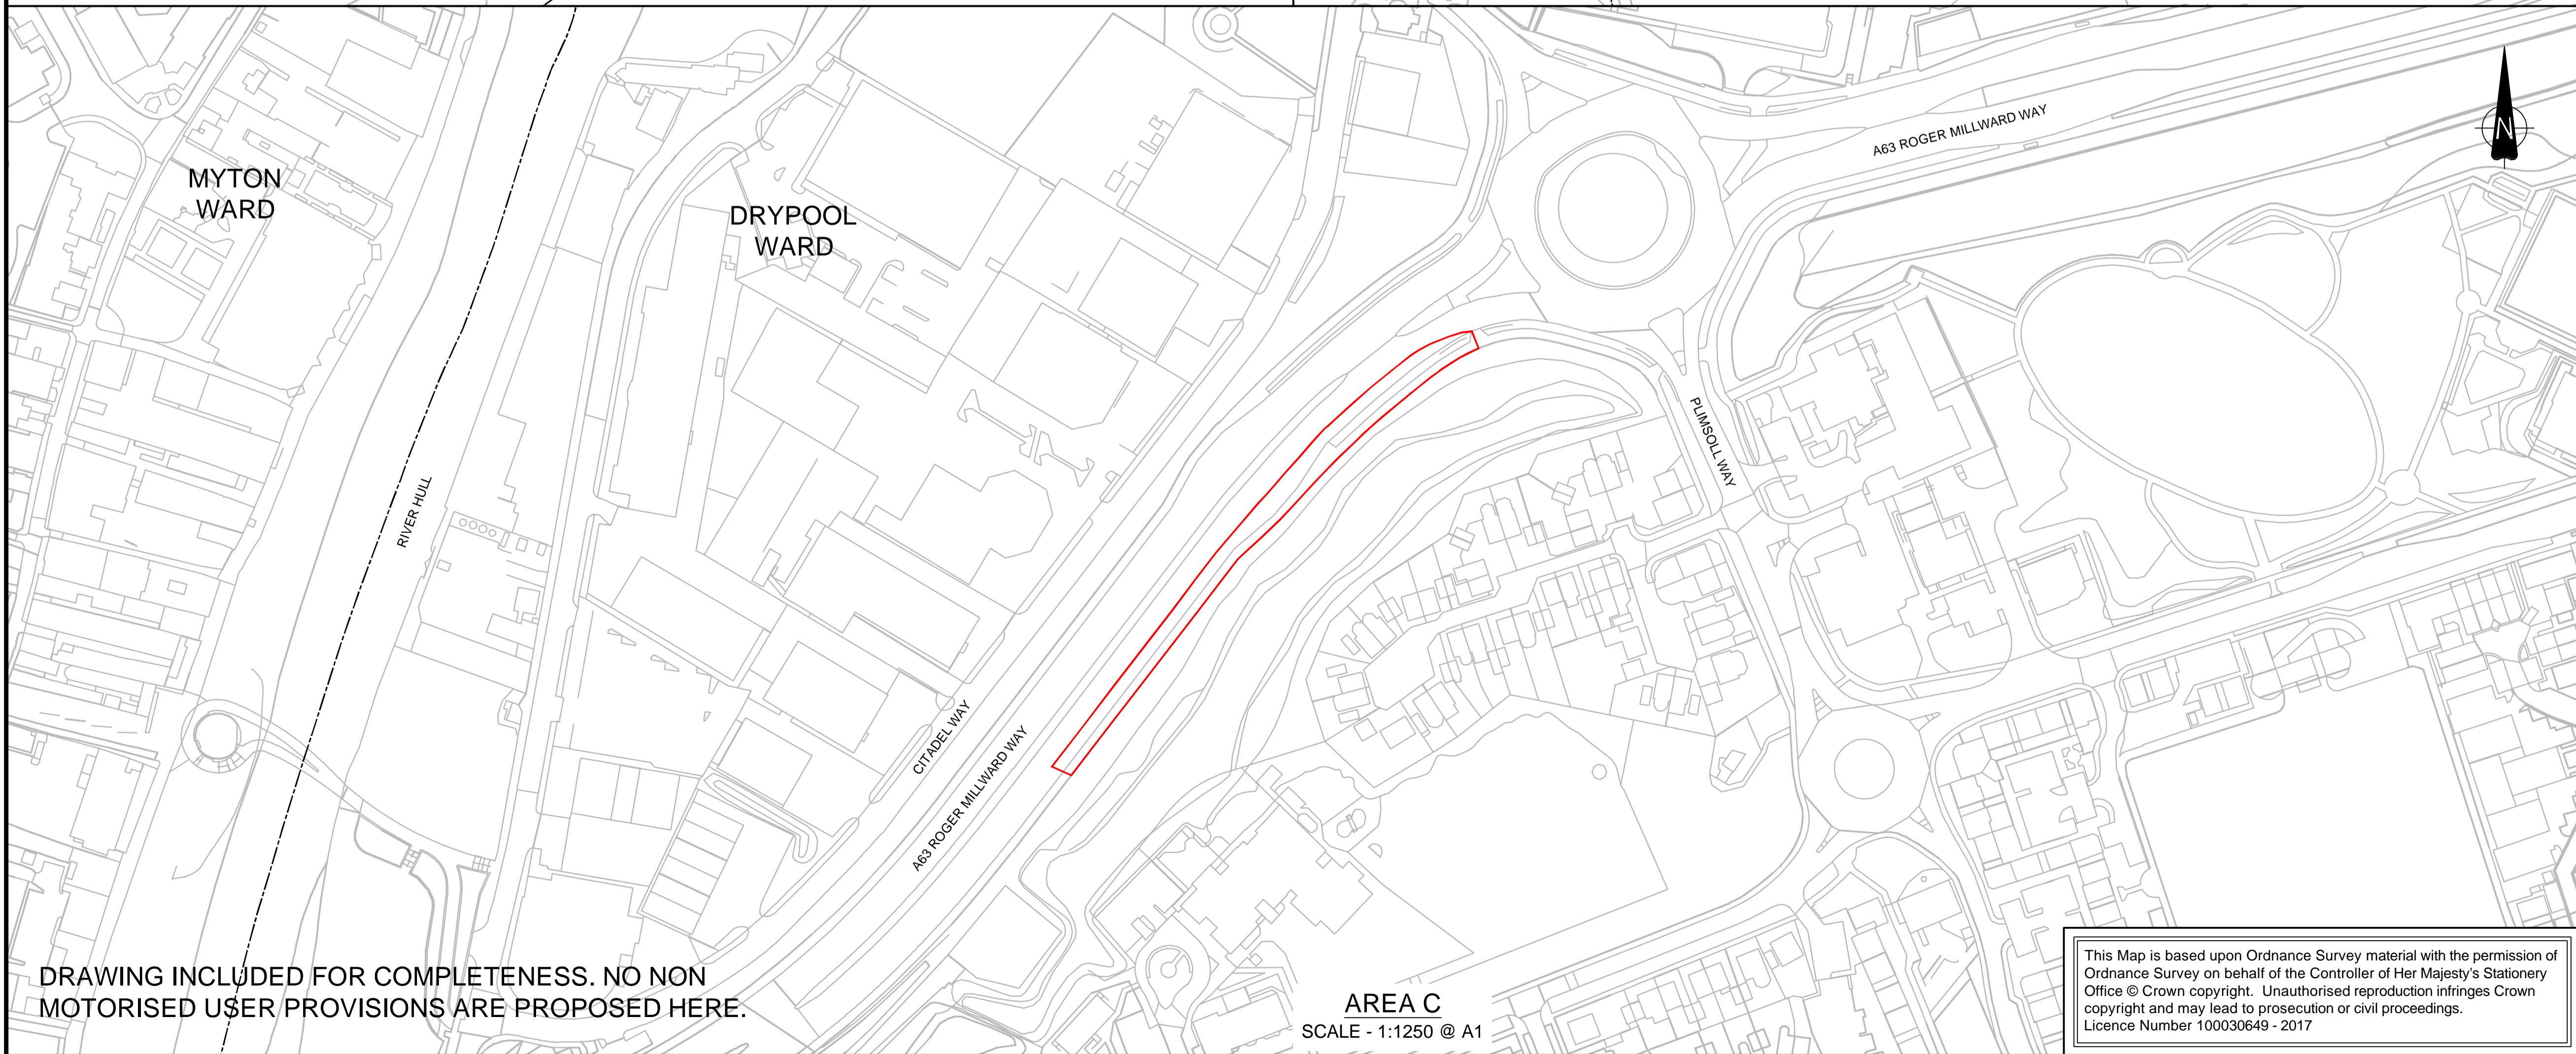 MYTON
WARD
DRYPOOL
WARD
A63 ROGER MILLWARD WAY
N
RIVER HULL
PLIMSOLL WAY
CITADEL WAY
A63 ROGER MILLWARD WAY
DRAWING INCLUDED FOR COMPLETENESS. NO NON
MOTORISED USER PROVISIONS ARE PROPOSED HERE.
AREA C
SCALE - 1:1250 @ A1
This Map is based upon Ordnance Survey material with the permission of
Ordnance Survey on behalf of the Controller of Her Majesty's Stationery
Office © Crown copyright. Unauthorised reproduction infringes Crown
copyright and may lead to prosecution or civil proceedings.
Licence Number 100030649 - 2017